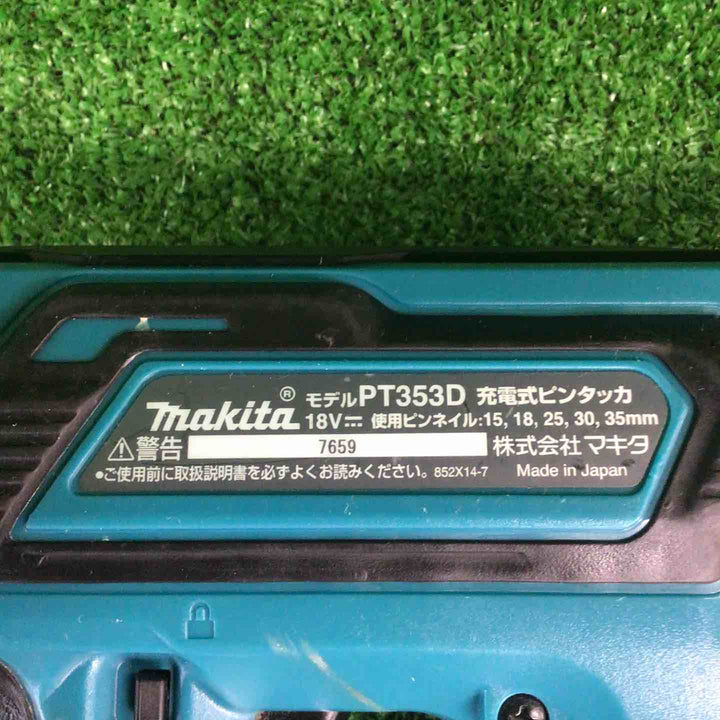 makita® モデルPT353D 充電式ピンタッカ
18V⎓ 使用ピンネイル:15, 18, 25, 30, 35mm
⚠警告 7659 株式会社マキタ
●ご使用前に取扱説明書を必ずよくお読みください。 852X14-7 Made in Japan